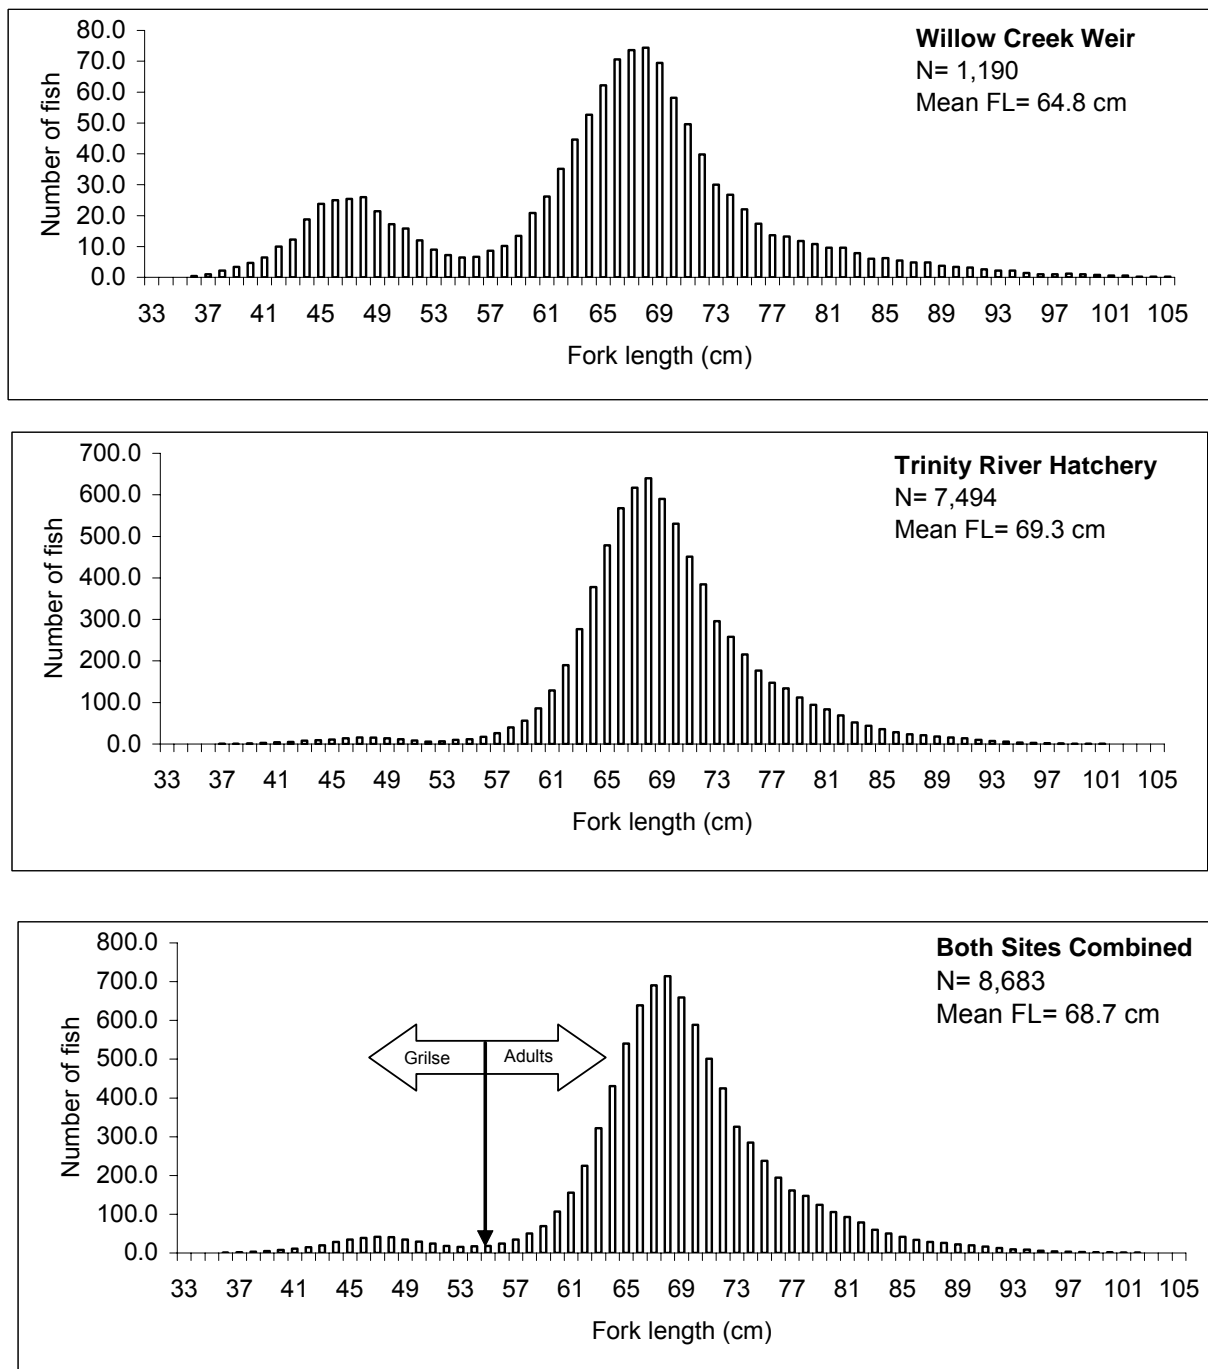 Willow Creek Weir
N= 1,190
Mean FL= 64.8 cm
Number of fish
80.0
70.0
60.0
50.0
40.0
30.0
20.0
10.0
0.0
33 37 41 45 49 53 57 61 65 69 73 77 81 85 89 93 97 101 105
Fork length (cm)
Trinity River Hatchery
N= 7,494
Mean FL= 69.3 cm
Number of fish
700.0
600.0
500.0
400.0
300.0
200.0
100.0
0.0
33 37 41 45 49 53 57 61 65 69 73 77 81 85 89 93 97 101 105
Fork length (cm)
Both Sites Combined
N= 8,683
Mean FL= 68.7 cm
Number of fish
800.0
700.0
600.0
500.0
400.0
300.0
200.0
100.0
0.0
Grilse Adults
33 37 41 45 49 53 57 61 65 69 73 77 81 85 89 93 97 101 105
Fork length (cm)